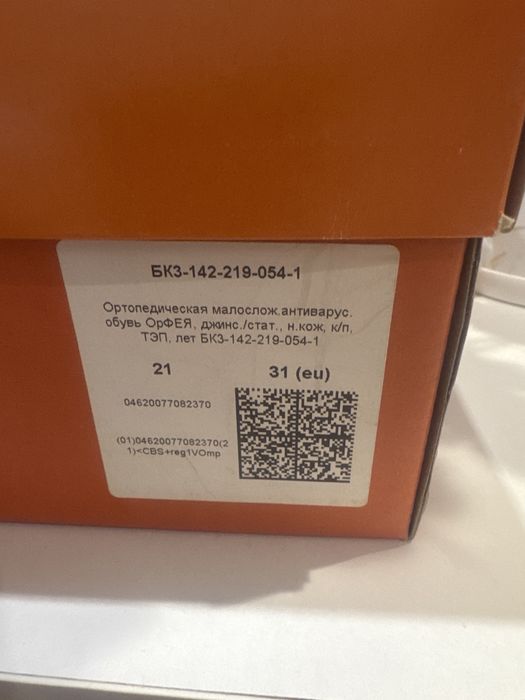 БКЗ-142-219-054-1
Ортопедическая малослож.антиварус.
обувь ОрФЕЯ, джинс./стат., н.кож, к/п,
ТЭП, лет БКЗ-142-219-054-1
21 31 (eu)
04620077082370
(01)04620077082370(2
1)<CBS+reg1VOmp